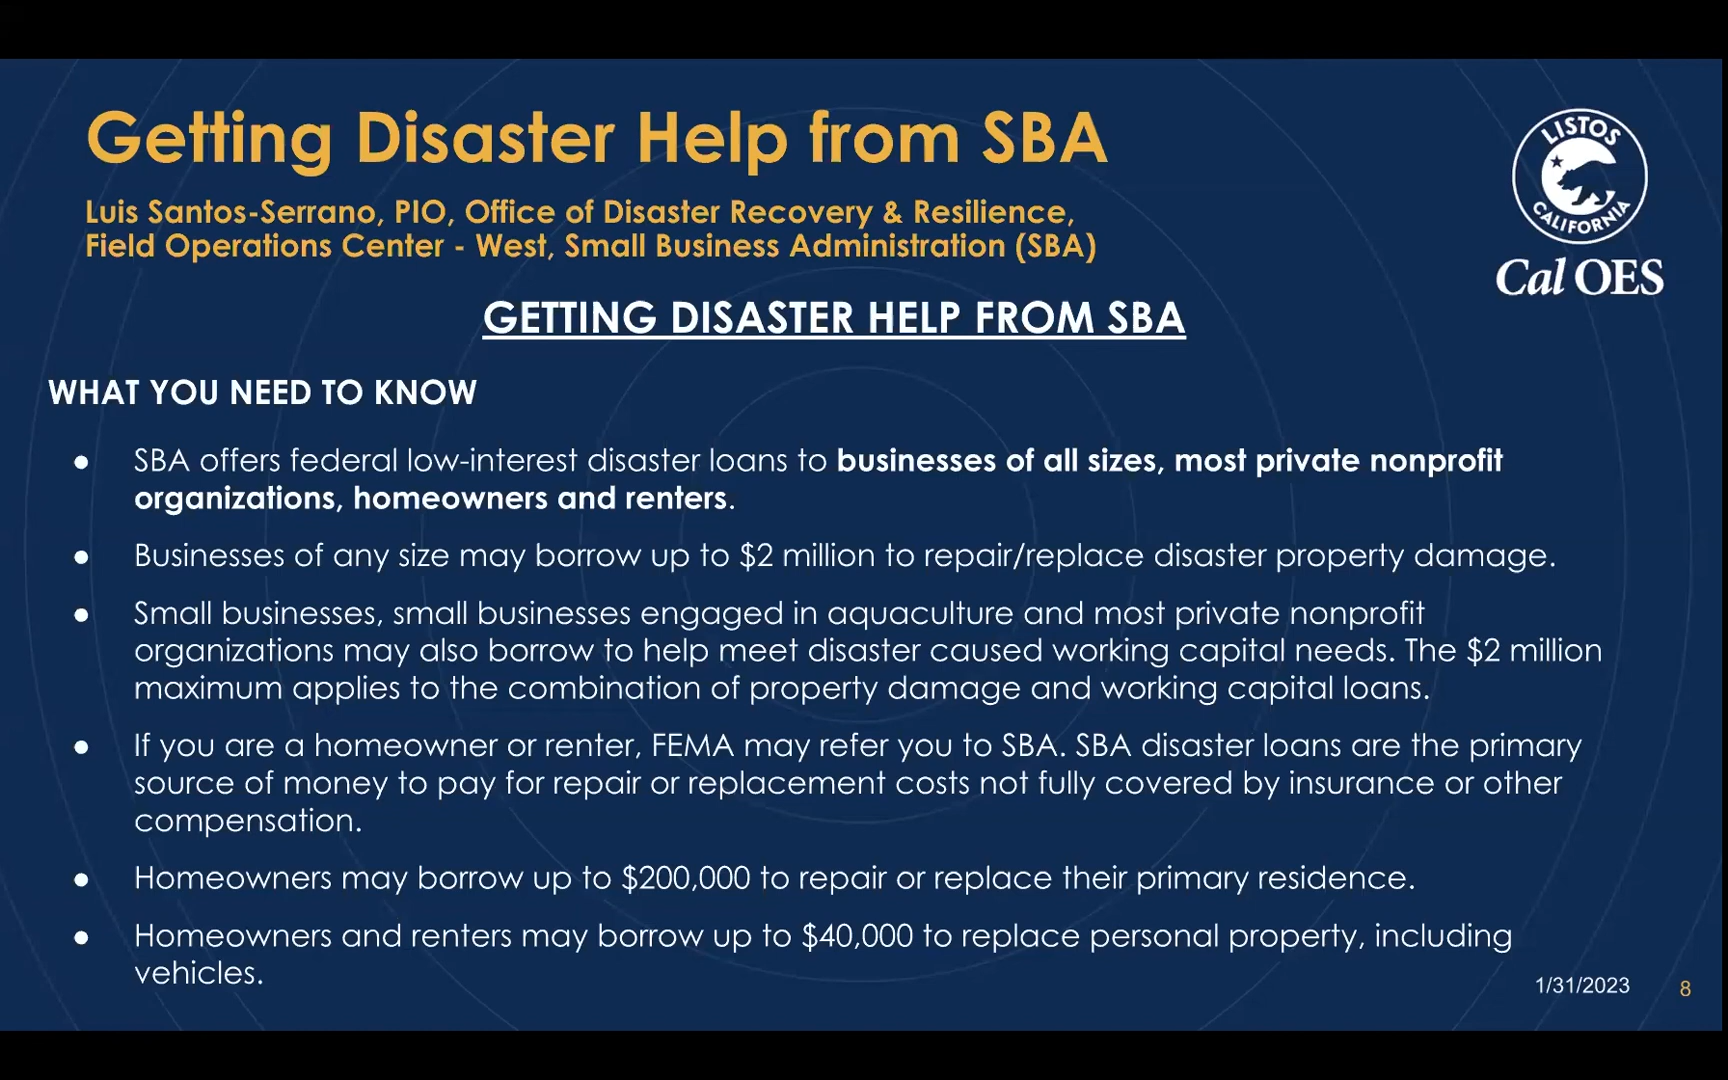 Getting Disaster Help from SBA
LISTOS
CALIFORNIA
Cal OES
Luis Santos-Serrano, PIO, Office of Disaster Recovery & Resilience,
Field Operations Center - West, Small Business Administration (SBA)
GETTING DISASTER HELP FROM SBA
WHAT YOU NEED TO KNOW
● SBA offers federal low-interest disaster loans to businesses of all sizes, most private nonprofit
organizations, homeowners and renters.
● Businesses of any size may borrow up to $2 million to repair/replace disaster property damage.
● Small businesses, small businesses engaged in aquaculture and most private nonprofit
organizations may also borrow to help meet disaster caused working capital needs. The $2 million
maximum applies to the combination of property damage and working capital loans.
● If you are a homeowner or renter, FEMA may refer you to SBA. SBA disaster loans are the primary
source of money to pay for repair or replacement costs not fully covered by insurance or other
compensation.
● Homeowners may borrow up to $200,000 to repair or replace their primary residence.
● Homeowners and renters may borrow up to $40,000 to replace personal property, including
vehicles.
1/31/2023
8